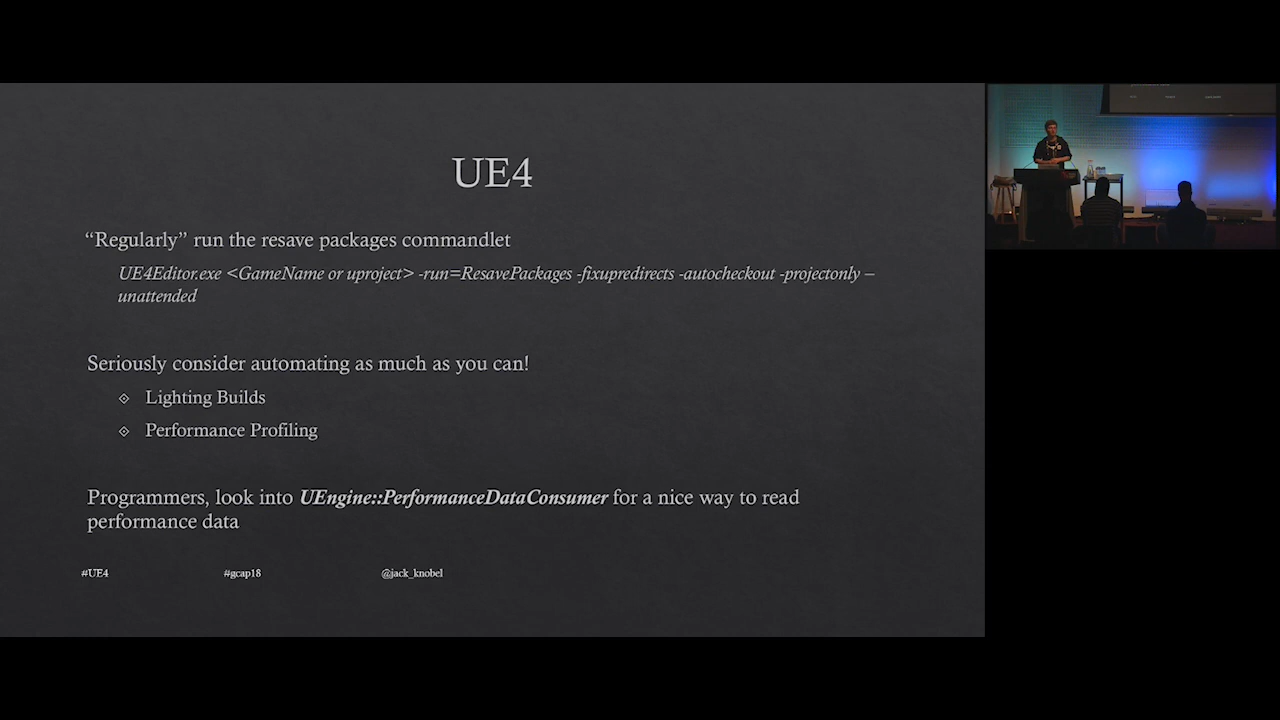 UE4
“Regularly” run the resave packages commandlet
UE4Editor.exe <GameName or uproject> -run=ResavePackages -fixupredirects -autocheckout -projectonly –
unattended
Seriously consider automating as much as you can!
Lighting Builds
Performance Profiling
Programmers, look into UEngine::PerformanceDataConsumer for a nice way to read
performance data
#UE4 #gcap18 @jack_knobel